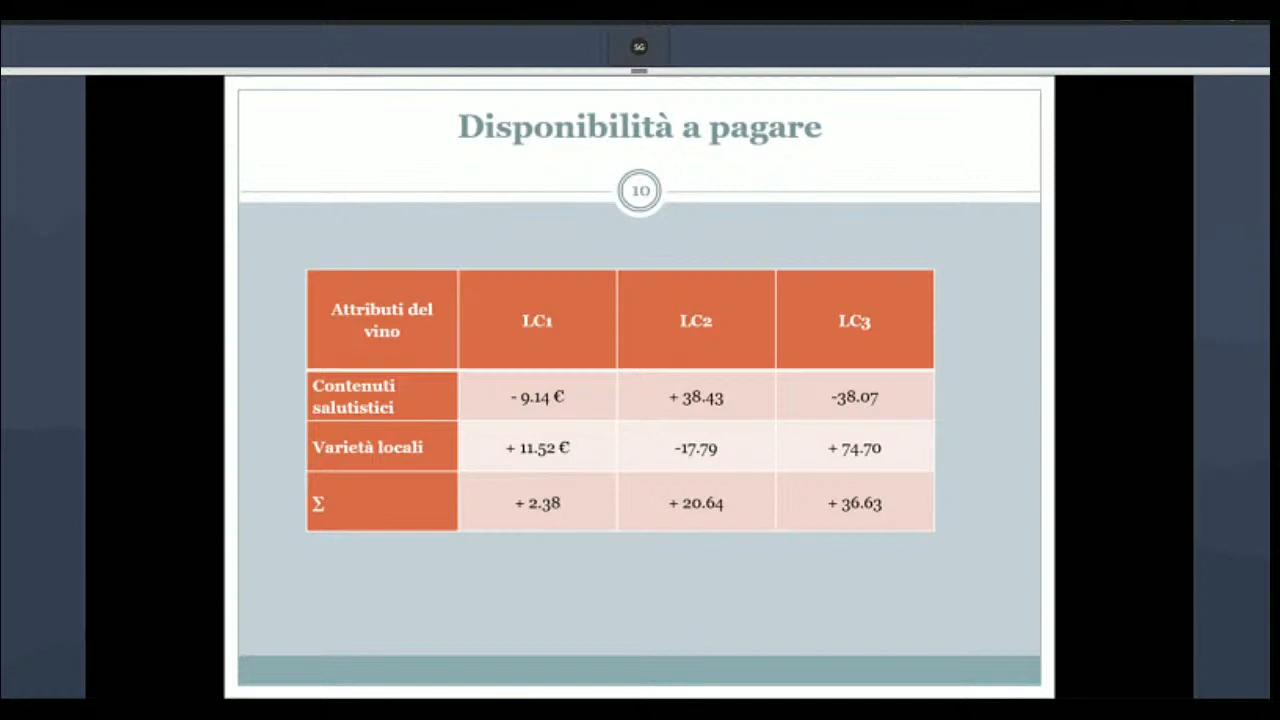 SG
Disponibilità a pagare
10
Attributi del
vino
LC1
LC2
LC3
Contenuti
salutistici
- 9.14 €
+ 38.43
-38.07
Varietà locali
+ 11.52 €
-17.79
+ 74.70
Σ
+ 2.38
+ 20.64
+ 36.63